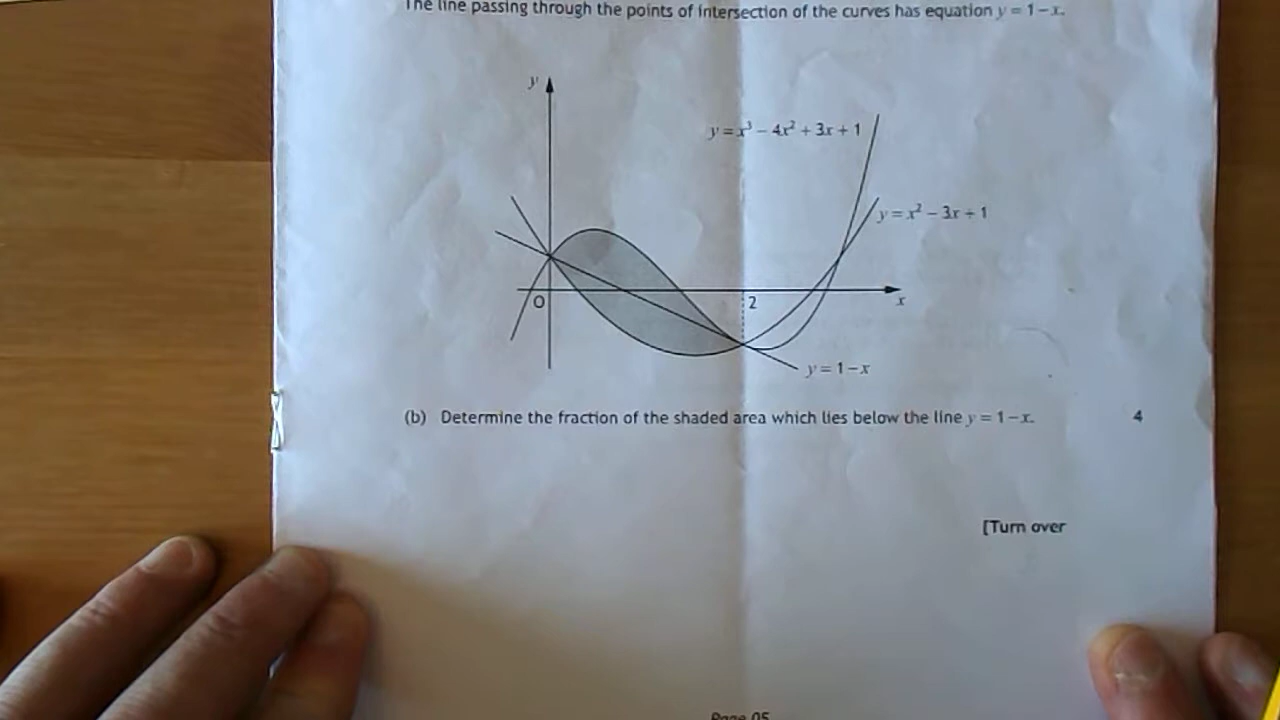 The line passing through the points of intersection of the curves has equation y = 1 – x.
y
y = x³ – 4x² + 3x + 1
y = x² – 3x + 1
O
2
x
y = 1 – x
(b) Determine the fraction of the shaded area which lies below the line y = 1 – x. 4
[Turn over
Page 05